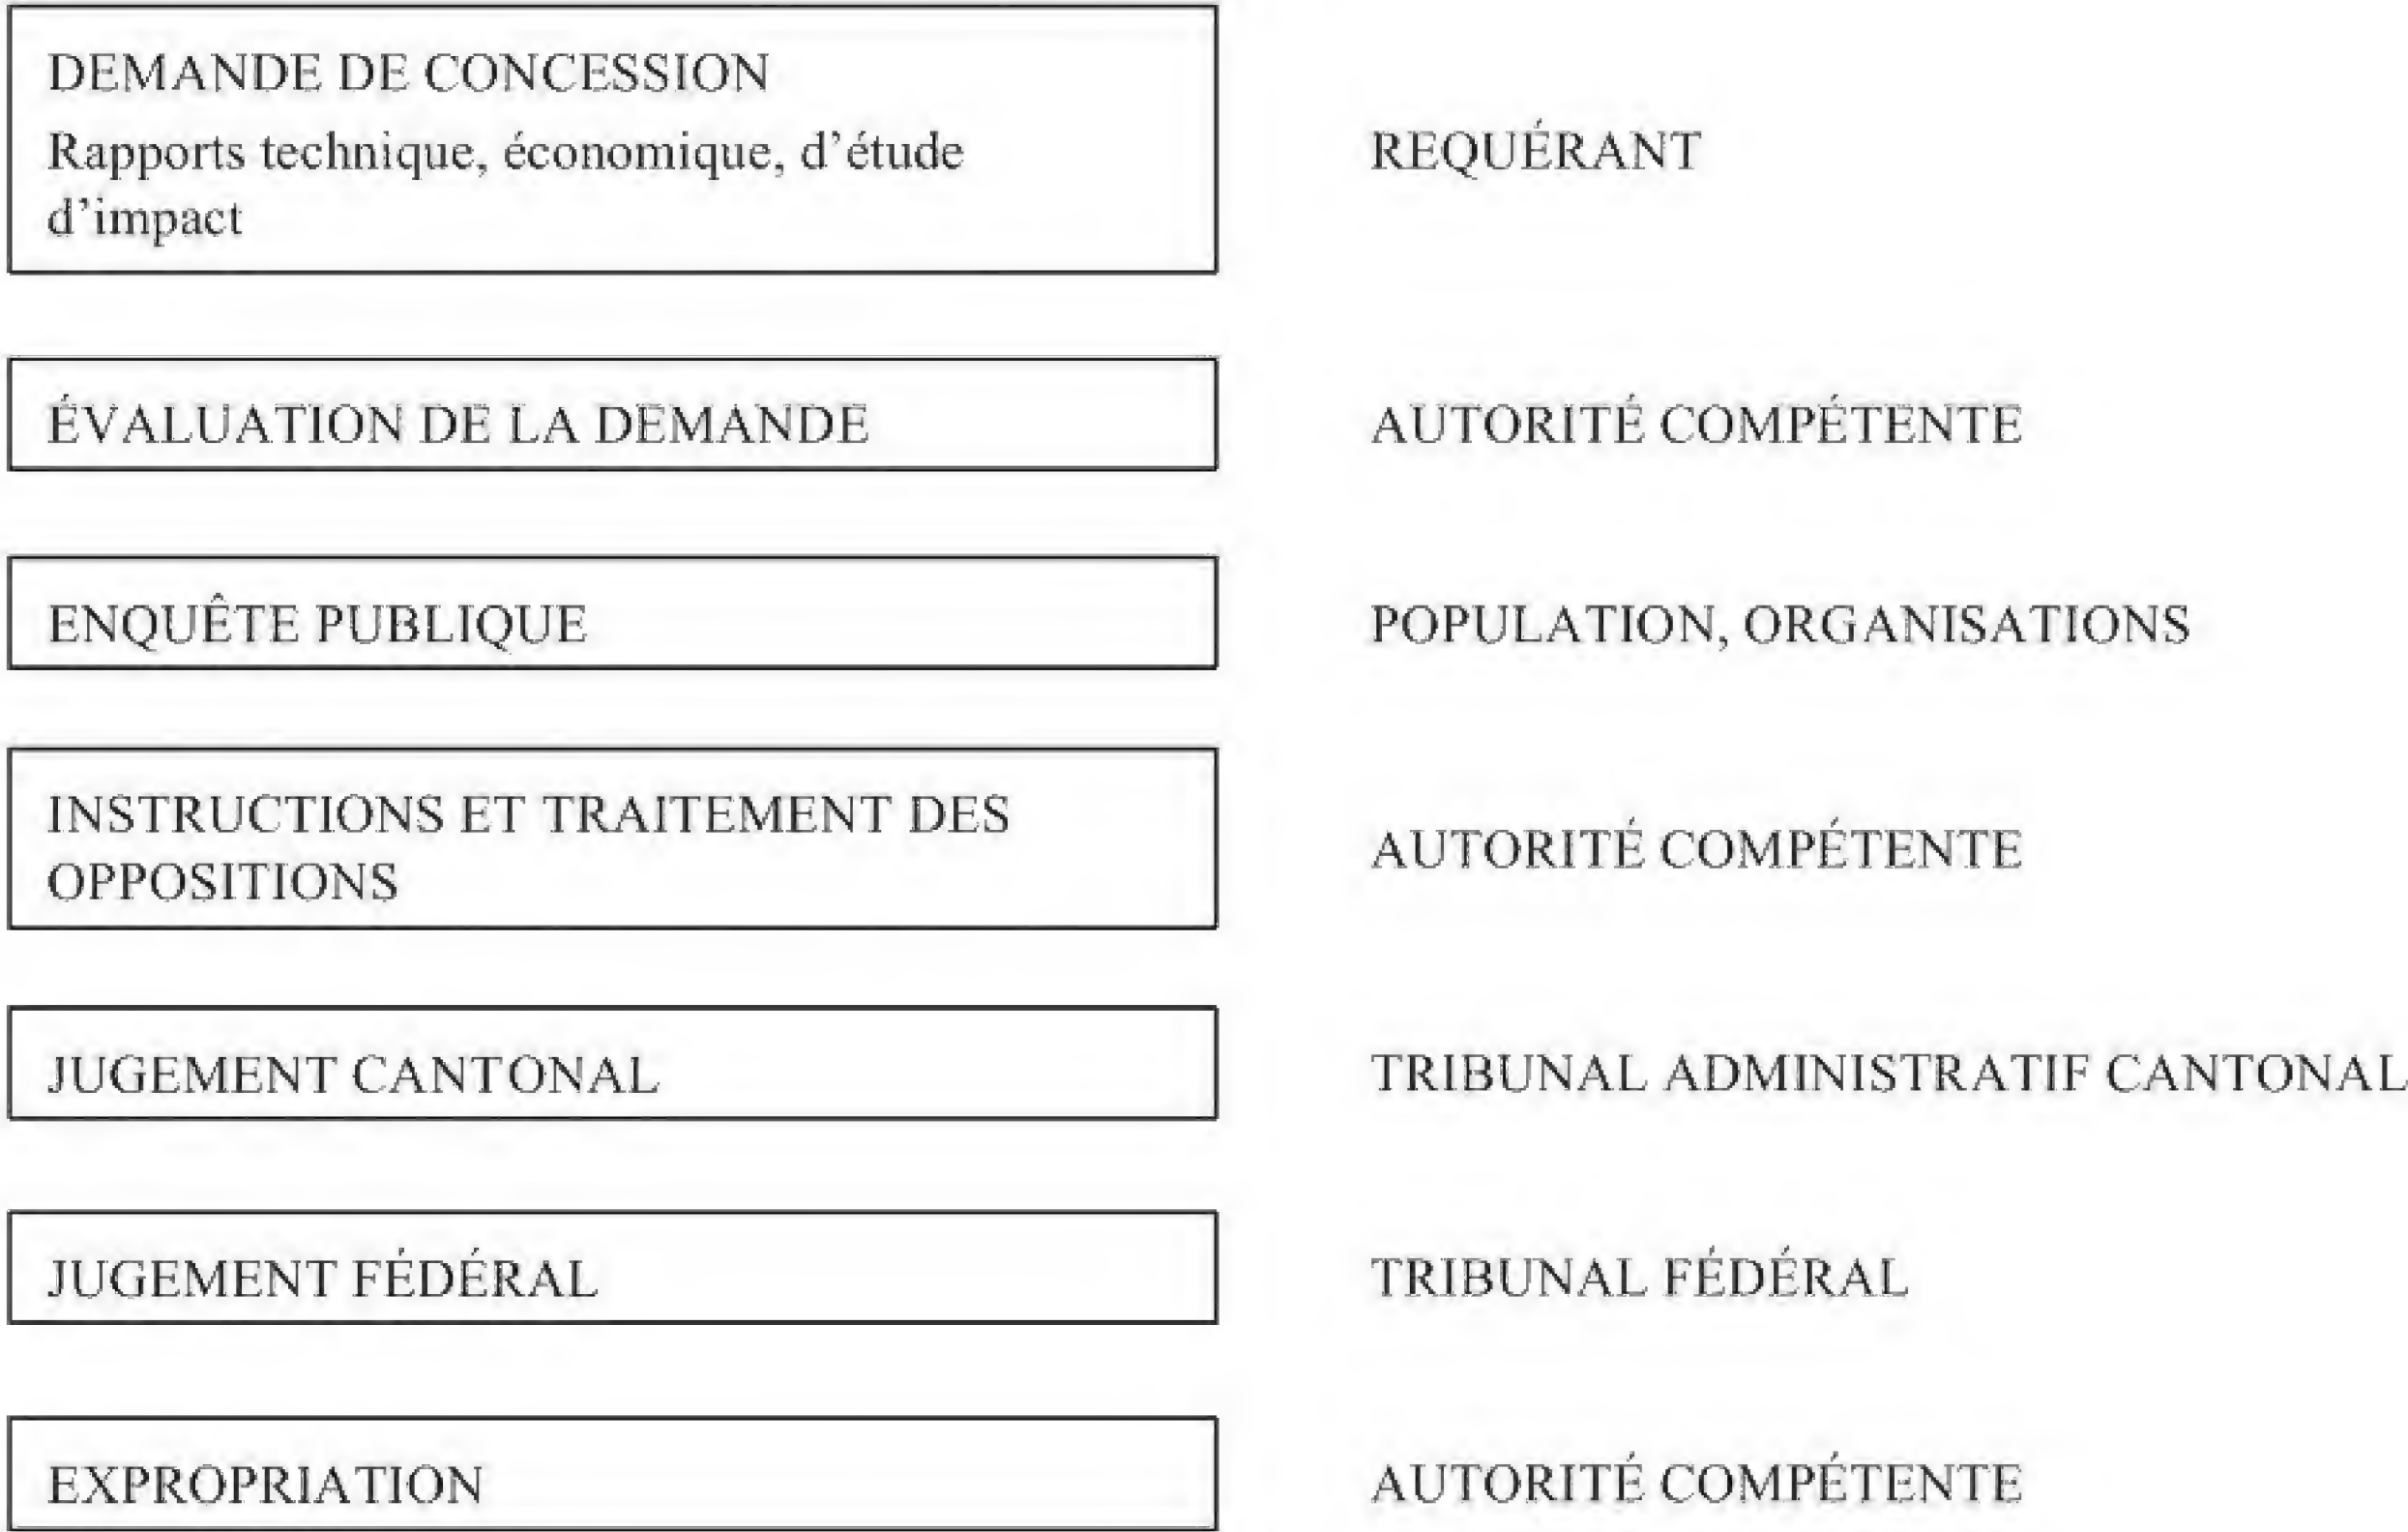 DEMANDE DE CONCESSION
Rapports technique, économique, d'étude
d'impact
REQUÉRANT
ÉVALUATION DE LA DEMANDE
AUTORITÉ COMPÉTENTE
ENQUÊTE PUBLIQUE
POPULATION, ORGANISATIONS
INSTRUCTIONS ET TRAITEMENT DES
OPPOSITIONS
AUTORITÉ COMPÉTENTE
JUGEMENT CANTONAL
TRIBUNAL ADMINISTRATIF CANTONAL
JUGEMENT FÉDÉRAL
TRIBUNAL FÉDÉRAL
EXPROPRIATION
AUTORITÉ COMPÉTENTE